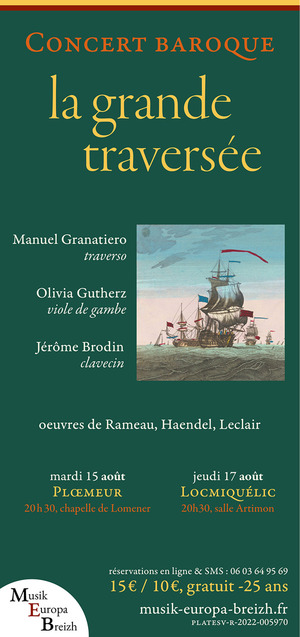 CONCERT BAROQUE
la grande
traversée
Manuel Granatiero
traverso
Olivia Gutherz
viole de gambe
Jérôme Brodin
clavecin
oeuvres de Rameau, Haendel, Leclair
mardi 15 août
PLŒMEUR
20h30, chapelle de Lomener
jeudi 17 août
LOCMIQUÉLIC
20h30, salle Artimon
réservations en ligne & SMS : 06 03 64 95 69
15 € / 10 €, gratuit -25 ans
musik-europa-breizh.fr
PLATESV-R-2022-005970
Musik
Europa
Breizh